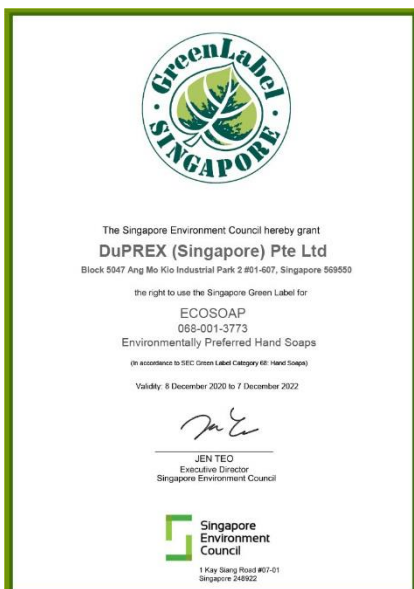 GreenLabel
SINGAPORE
The Singapore Environment Council hereby grant
DuPREX (Singapore) Pte Ltd
Block 5047 Ang Mo Kio Industrial Park 2 #01-607, Singapore 569550
the right to use the Singapore Green Label for
ECOSOAP
068-001-3773
Environmentally Preferred Hand Soaps
(in accordance to SEC Green Label Category 68: Hand Soaps)
Validity: 8 December 2020 to 7 December 2022
JEN TEO
Executive Director
Singapore Environment Council
Singapore
Environment
Council
1 Kay Siang Road #07-01
Singapore 248922